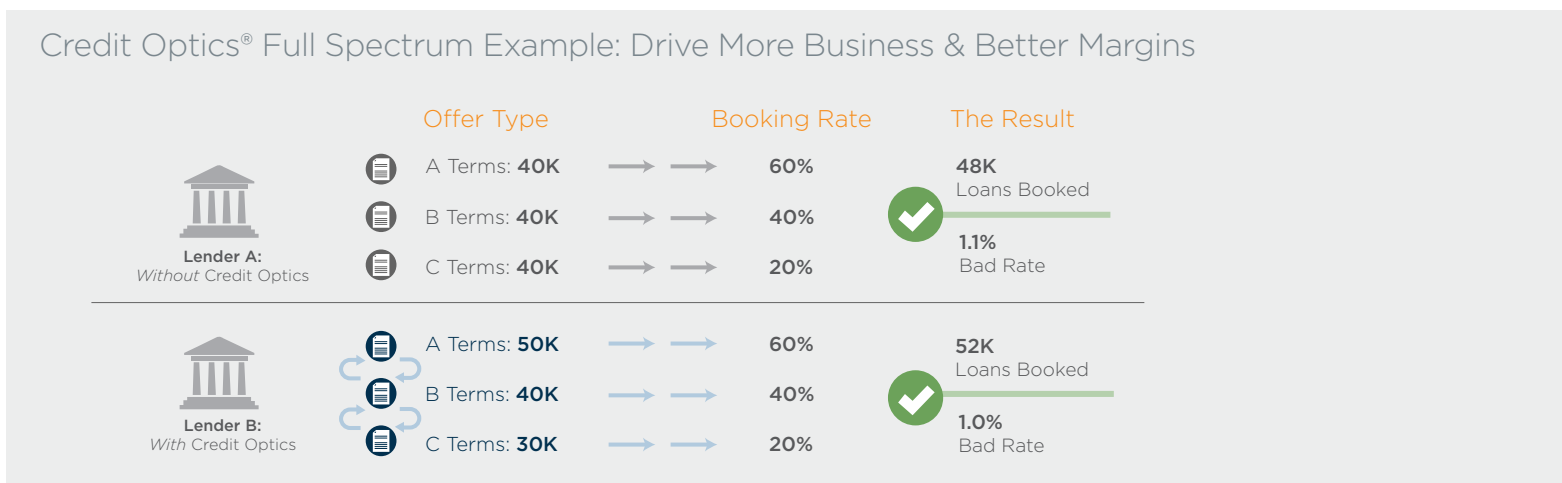 Credit Optics® Full Spectrum Example: Drive More Business & Better Margins
Offer Type
Booking Rate
The Result
Lender A:
Without Credit Optics
A Terms: 40K
60%
B Terms: 40K
40%
C Terms: 40K
20%
48K
Loans Booked
1.1%
Bad Rate
Lender B:
With Credit Optics
A Terms: 50K
60%
B Terms: 40K
40%
C Terms: 30K
20%
52K
Loans Booked
1.0%
Bad Rate